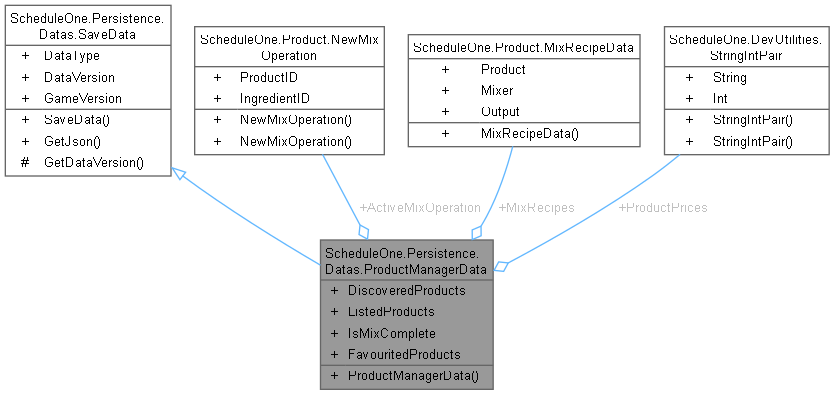 ScheduleOne.Persistence.
Datas.SaveData
+ DataType
+ DataVersion
+ GameVersion
+ SaveData()
+ GetJson()
# GetDataVersion()
ScheduleOne.Product.NewMix
Operation
+ ProductID
+ IngredientID
+ NewMixOperation()
+ NewMixOperation()
ScheduleOne.Product.MixRecipeData
+ Product
+ Mixer
+ Output
+ MixRecipeData()
ScheduleOne.DevUtilities.
StringIntPair
+ String
+ Int
+ StringIntPair()
+ StringIntPair()
+ActiveMixOperation
+MixRecipes
+ProductPrices
ScheduleOne.Persistence.
Datas.ProductManagerData
+ DiscoveredProducts
+ ListedProducts
+ IsMixComplete
+ FavouritedProducts
+ ProductManagerData()